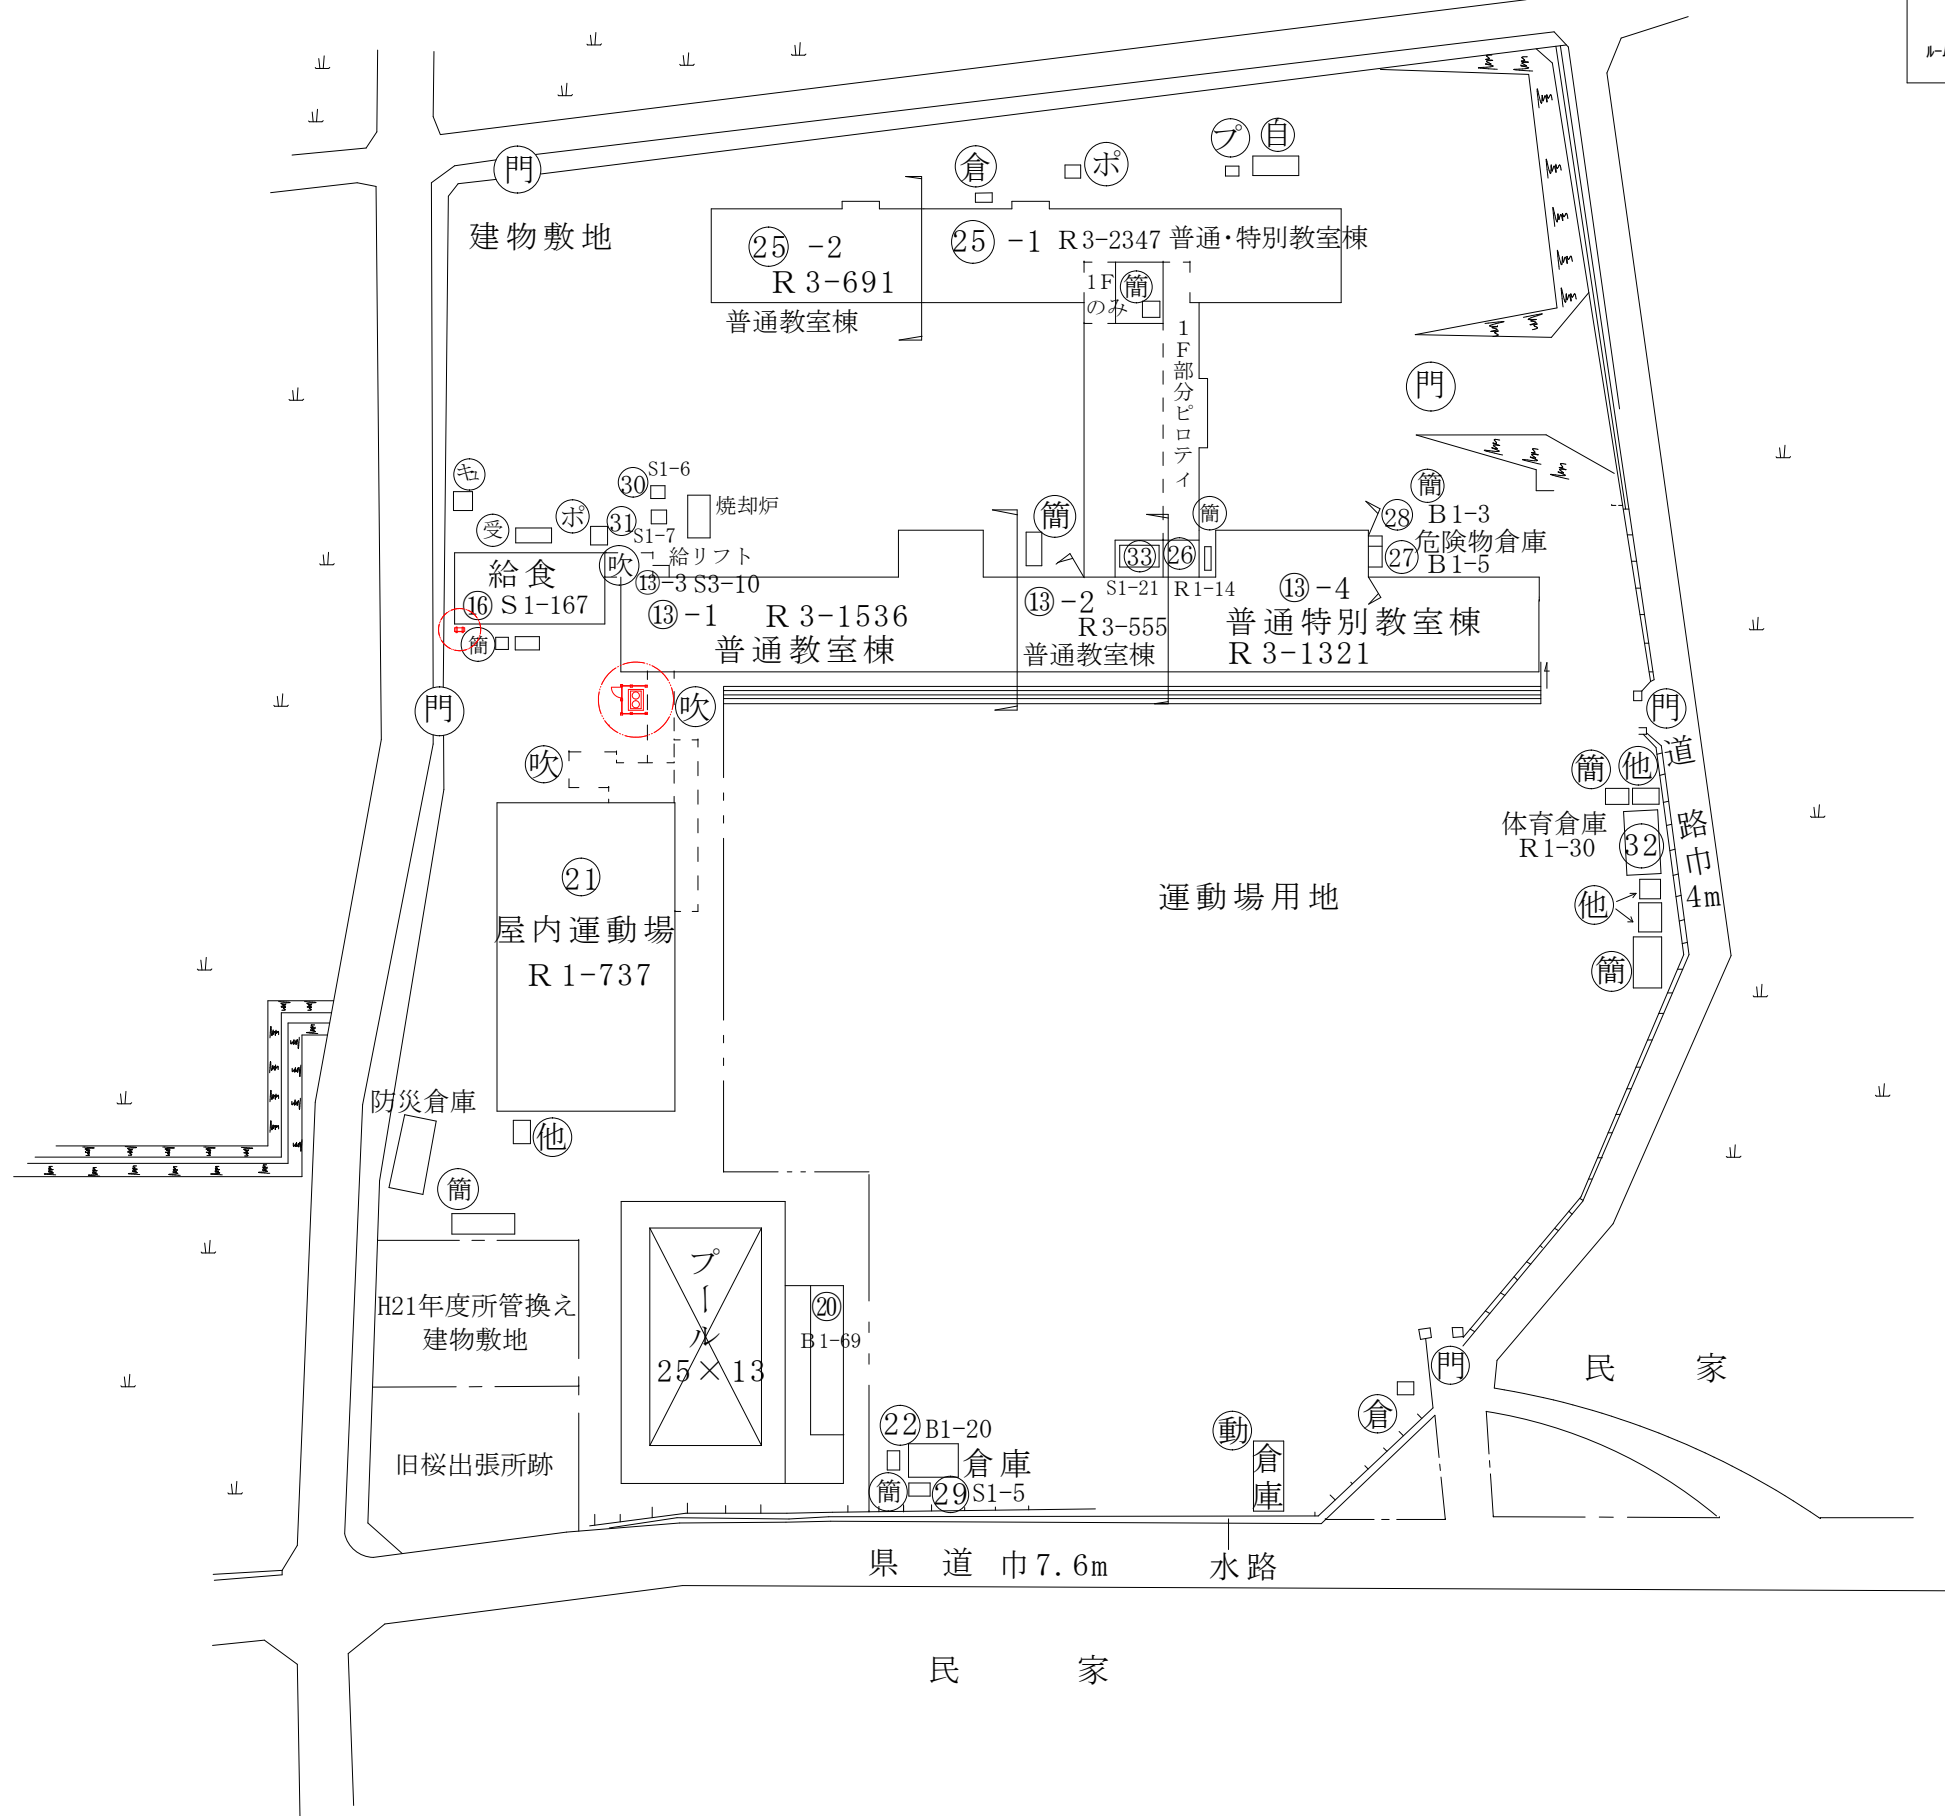 ルー
門
倉
ポ
プ
自
建物敷地
25 -2
R 3-691
普通教室棟
25 -1 R 3-2347 普通・特別教室棟
1F
のみ
簡
1F部分ピロティ
門
キュ
受
ポ
30 S1-6
31
S1-7
焼却炉
給リフト
吹
⑬-3 S3-10
給食
⑯ S1-167
簡
⑬-1 R 3-1536
普通教室棟
簡
⑬-2
R 3-555
普通教室棟
33
S1-21
簡
26
R1-14
⑬-4
普通特別教室棟
R 3-1321
簡
28 B1-3
危険物倉庫
27 B1-5
門
吹
吹
門
道路巾4m
簡
他
体育倉庫
R1-30
32
他
簡
21
屋内運動場
R 1-737
運動場用地
防災倉庫
他
簡
H21年度所管換え
建物敷地
旧桜出張所跡
プール
25×13
⑳
B1-69
22 B1-20
倉庫
簡
29 S1-5
動
倉庫
倉
門
民家
県道巾7.6m
水路
民家